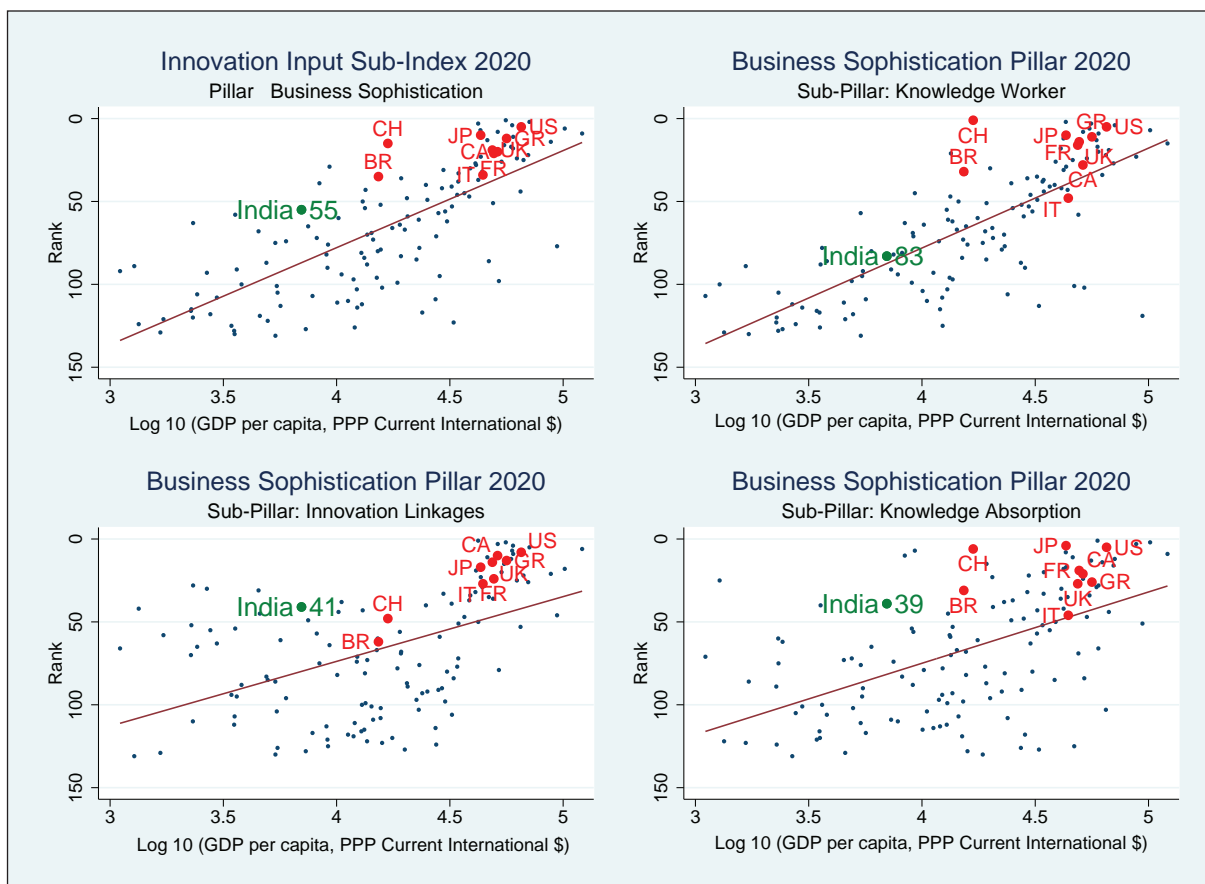 Innovation Input Sub-Index 2020
Pillar Business Sophistication
Rank
0
50
100
150
CH
BR
JP
US
GR
CA
UK
IT
FR
India 55
3
3.5
4
4.5
5
Log 10 (GDP per capita, PPP Current International $)
Business Sophistication Pillar 2020
Sub-Pillar: Knowledge Worker
Rank
0
50
100
150
CH
BR
JP
GR
US
FR
UK
CA
IT
India 83
3
3.5
4
4.5
5
Log 10 (GDP per capita, PPP Current International $)
Business Sophistication Pillar 2020
Sub-Pillar: Innovation Linkages
Rank
0
50
100
150
CA
US
JP
GR
UK
IT
FR
CH
BR
India 41
3
3.5
4
4.5
5
Log 10 (GDP per capita, PPP Current International $)
Business Sophistication Pillar 2020
Sub-Pillar: Knowledge Absorption
Rank
0
50
100
150
CH
BR
JP
US
CA
FR
GR
UK
IT
India 39
3
3.5
4
4.5
5
Log 10 (GDP per capita, PPP Current International $)